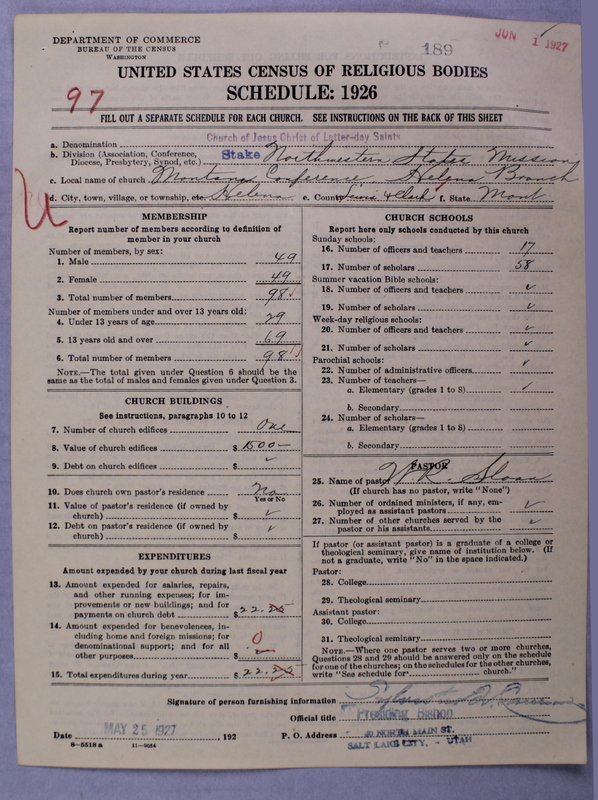 DEPARTMENT OF COMMERCE
BUREAU OF THE CENSUS
WASHINGTON
189
JUN 1 1927
UNITED STATES CENSUS OF RELIGIOUS BODIES
SCHEDULE: 1926
97
FILL OUT A SEPARATE SCHEDULE FOR EACH CHURCH. SEE INSTRUCTIONS ON THE BACK OF THIS SHEET
a. Denomination Church of Jesus Christ of Latter-day Saints
b. Division (Association, Conference, Diocese, Presbytery, Synod, etc.) Stake Northwestern States Mission
c. Local name of church Montana Conference. Helena Branch
d. City, town, village, or township, etc. Helena e. County Lewis & Clark f. State Mont
MEMBERSHIP
Report number of members according to definition of
member in your church
Number of members, by sex:
1. Male 49
2. Female 49
3. Total number of members 98
Number of members under and over 13 years old:
4. Under 13 years of age 29
5. 13 years old and over 69
6. Total number of members 98
NOTE.—The total given under Question 6 should be the
same as the total of males and females given under Question 3.
CHURCH BUILDINGS
See instructions, paragraphs 10 to 12
7. Number of church edifices One
8. Value of church edifices $ 1500—
9. Debt on church edifices $ ✓
10. Does church own pastor's residence No
Yes or No
11. Value of pastor's residence (if owned by
church) $ ✓
12. Debt on pastor's residence (if owned by
church) $ ✓
EXPENDITURES
Amount expended by your church during last fiscal year
13. Amount expended for salaries, repairs,
and other running expenses; for im-
provements or new buildings; and for
payments on church debt $ 22.
14. Amount expended for benevolences, in-
cluding home and foreign missions; for
denominational support; and for all
other purposes $ 0
15. Total expenditures during year $ 22.
CHURCH SCHOOLS
Report here only schools conducted by this church
Sunday schools:
16. Number of officers and teachers 17
17. Number of scholars 58
Summer vacation Bible schools:
18. Number of officers and teachers ✓
19. Number of scholars ✓
Week-day religious schools:
20. Number of officers and teachers ✓
21. Number of scholars ✓
Parochial schools:
22. Number of administrative officers ✓
23. Number of teachers—
a. Elementary (grades 1 to 8) ✓
b. Secondary
24. Number of scholars—
a. Elementary (grades 1 to 8)
b. Secondary
PASTOR
25. Name of pastor W. R. Sloan
(If church has no pastor, write "None")
26. Number of ordained ministers, if any, em-
ployed as assistant pastors ✓
27. Number of other churches served by the
pastor or his assistants ✓
If pastor (or assistant pastor) is a graduate of a college or
theological seminary, give name of institution below. (If
not a graduate, write "No" in the space indicated.)
Pastor:
28. College
29. Theological seminary
Assistant pastor:
30. College
31. Theological seminary
NOTE.—Where one pastor serves two or more churches,
Questions 28 and 29 should be answered only on the schedule
for one of the churches; on the schedules for the other churches,
write "See schedule for church."
Signature of person furnishing information
Official title Presiding Bishop
Date MAY 25 1927, 192
P. O. Address 40 NORTH MAIN ST.
SALT LAKE CITY, - UTAH
8—5518 a 11—9054